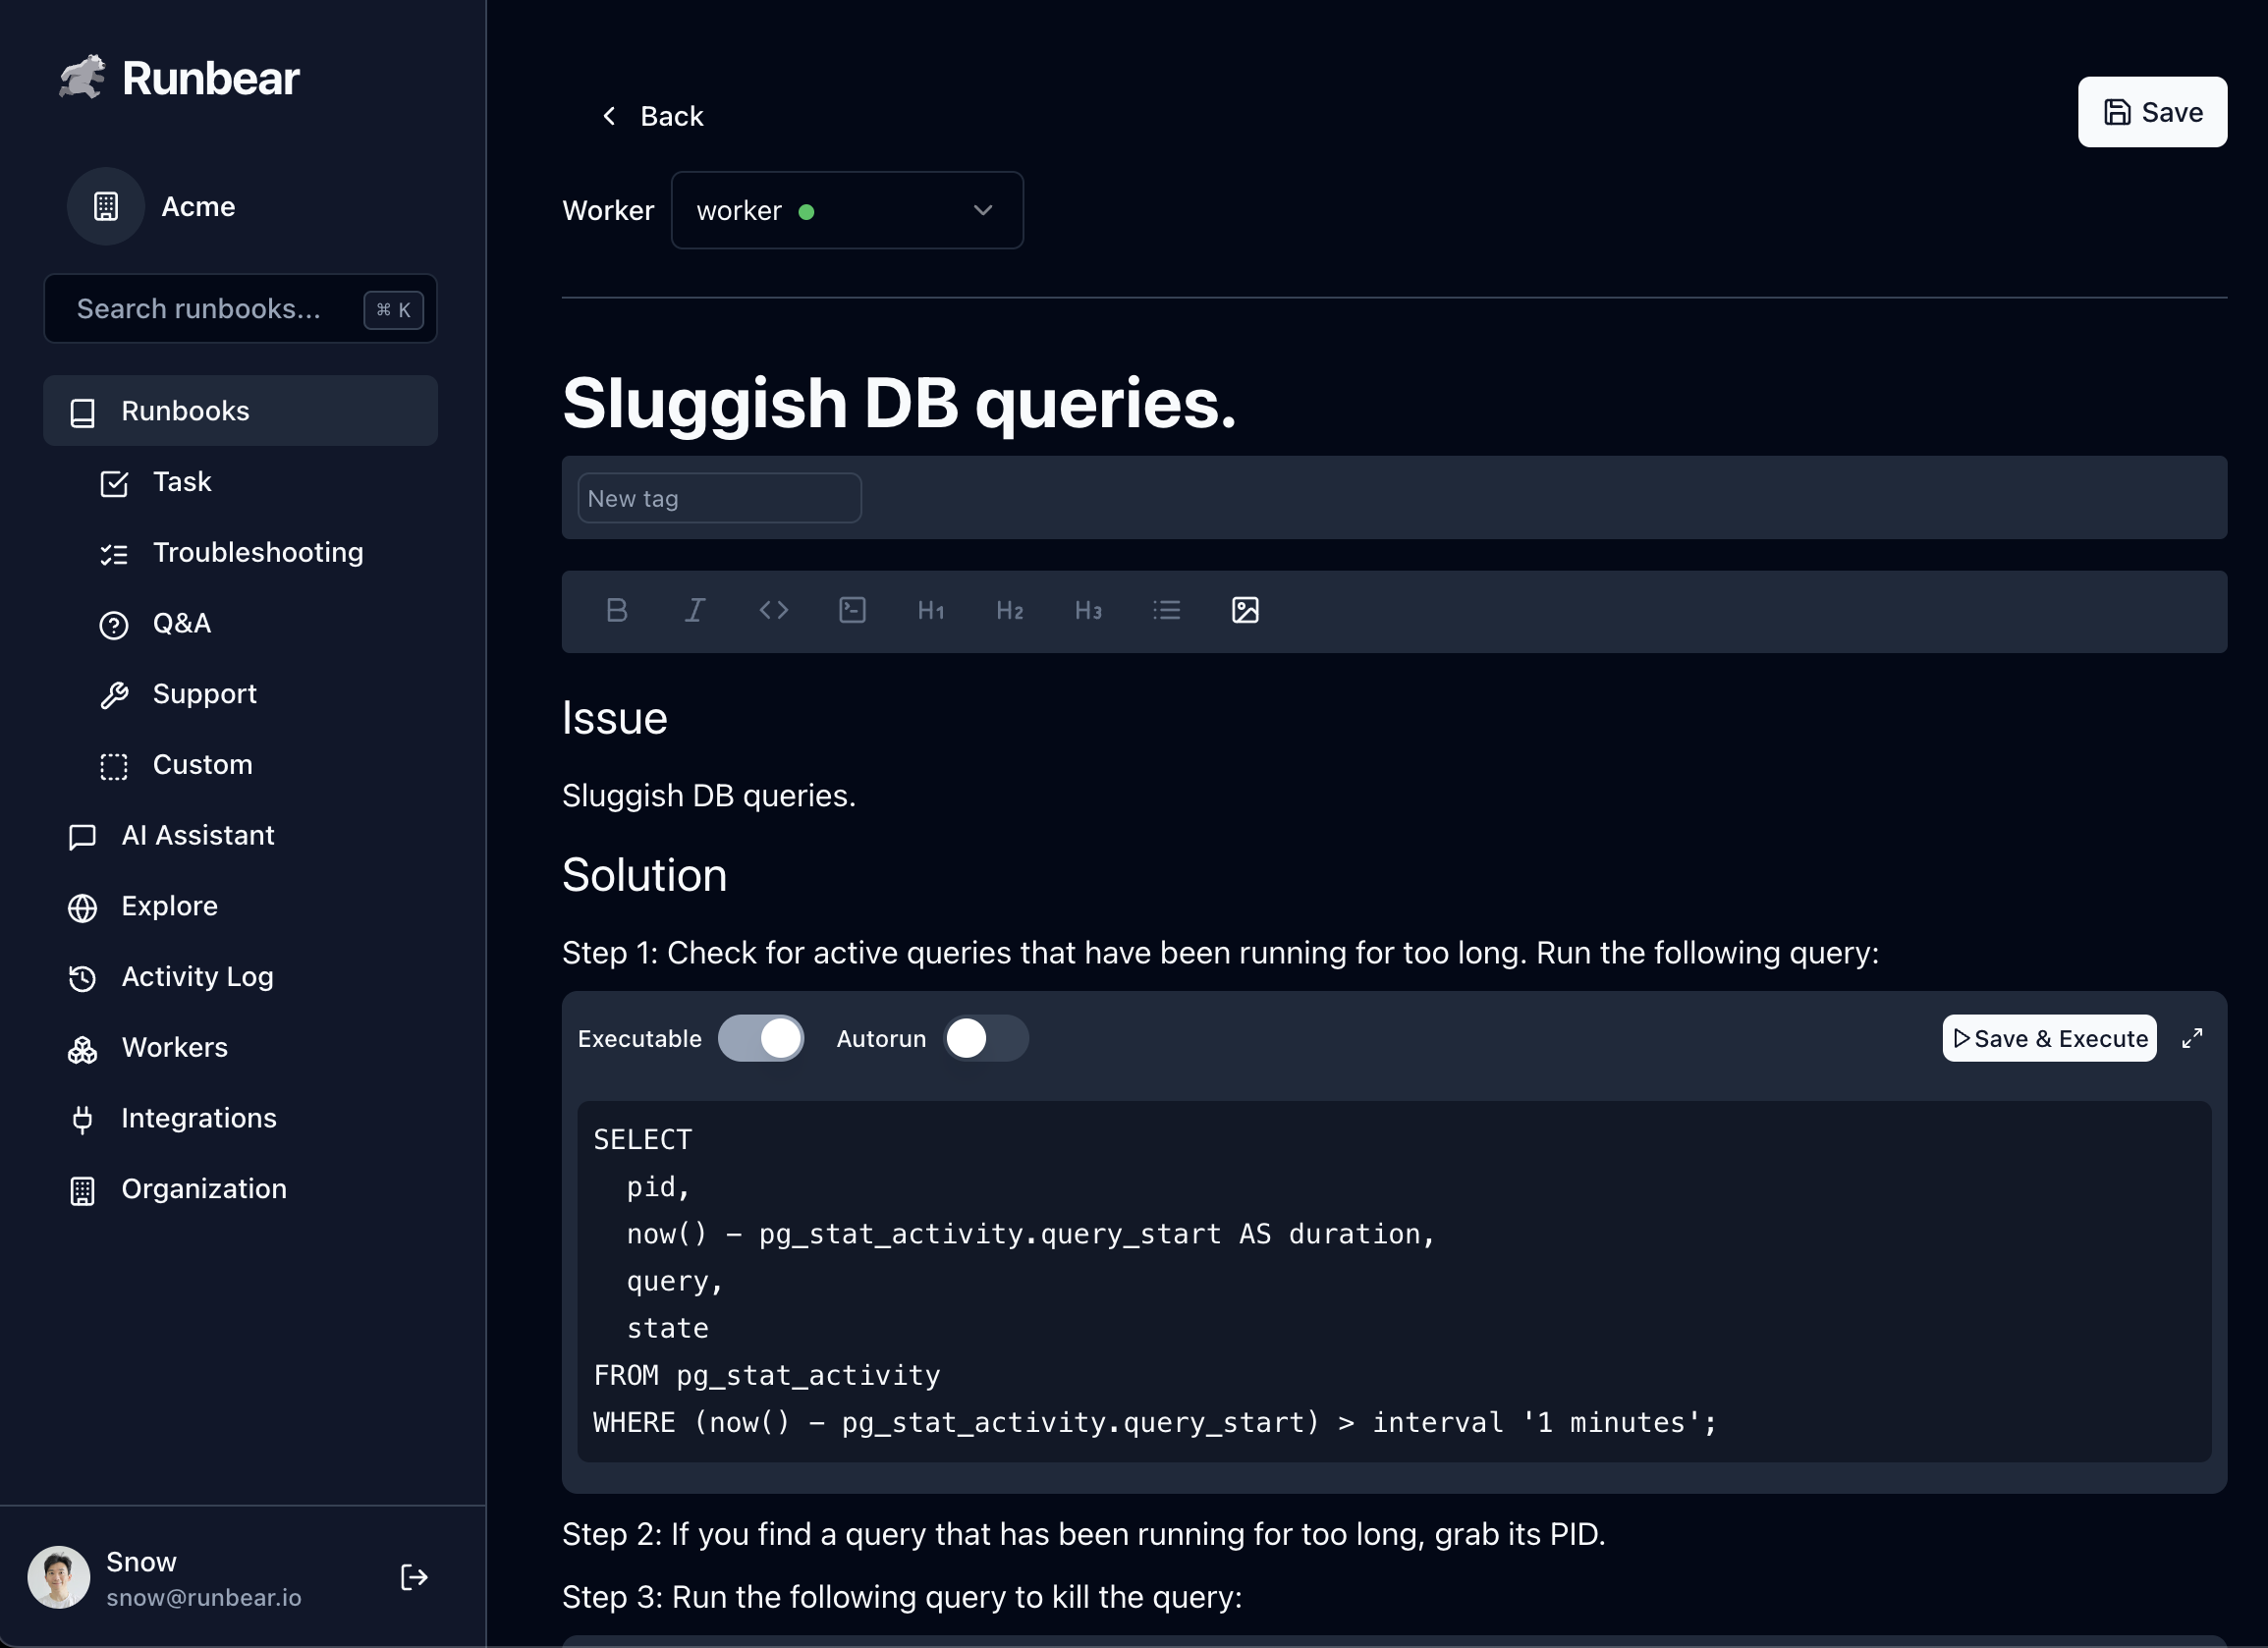 Runbear
Acme
Search runbooks...
⌘ K
Runbooks
Task
Troubleshooting
Q&A
Support
Custom
AI Assistant
Explore
Activity Log
Workers
Integrations
Organization
Snow
snow@runbear.io
Back
Save
Worker
worker
Sluggish DB queries.
New tag
B I <> H1 H2 H3
Issue
Sluggish DB queries.
Solution
Step 1: Check for active queries that have been running for too long. Run the following query:
Executable Autorun Save & Execute
SELECT
  pid,
  now() - pg_stat_activity.query_start AS duration,
  query,
  state
FROM pg_stat_activity
WHERE (now() - pg_stat_activity.query_start) > interval '1 minutes';
Step 2: If you find a query that has been running for too long, grab its PID.
Step 3: Run the following query to kill the query: